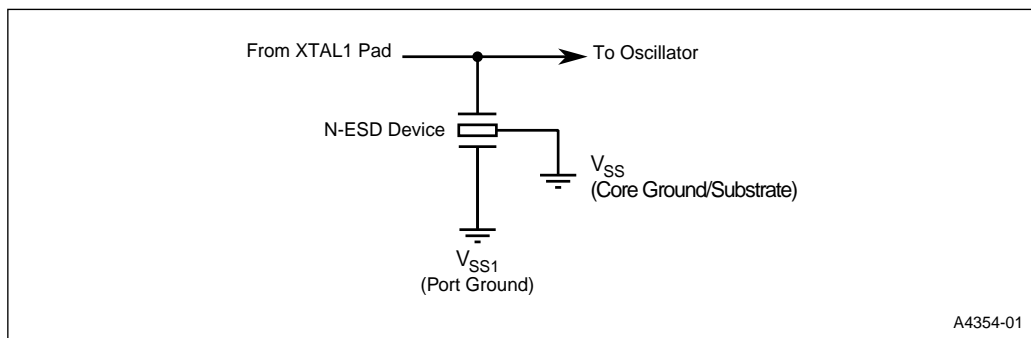 From XTAL1 Pad
To Oscillator
N-ESD Device
VSS
(Core Ground/Substrate)
VSS1
(Port Ground)
A4354-01